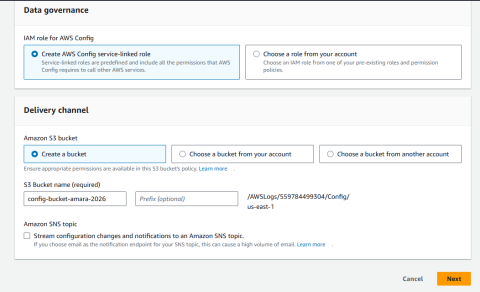 Data governance
IAM role for AWS Config
Create AWS Config service-linked role
Service-linked roles are predefined and include all the permissions that AWS
Config requires to call other AWS services.
Choose a role from your account
Choose an IAM role from one of your pre-existing roles and permission
policies.
Delivery channel
Amazon S3 bucket
Create a bucket
Choose a bucket from your account
Choose a bucket from another account
Ensure appropriate permissions are available in this S3 bucket's policy. Learn more
S3 Bucket name (required)
config-bucket-amara-2026
Prefix (optional)
/AWSLogs/559784499304/Config/
us-east-1
Amazon SNS topic
Stream configuration changes and notifications to an Amazon SNS topic.
If you choose email as the notification endpoint for your SNS topic, this can cause a high volume of email. Learn more
Cancel
Next